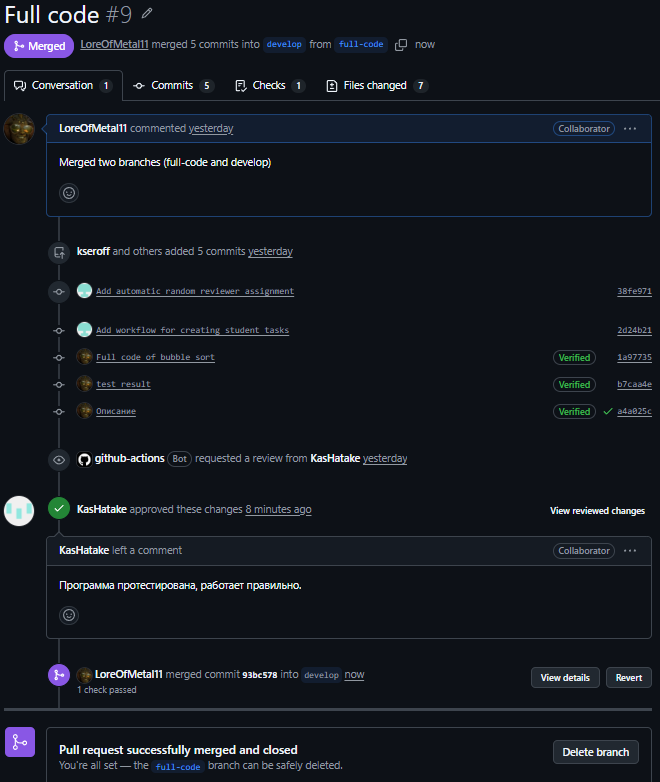 Full code #9
Merged LoreOfMetal11 merged 5 commits into develop from full-code now
Conversation 1 Commits 5 Checks 1 Files changed 7
LoreOfMetal11 commented yesterday Collaborator ...
Merged two branches (full-code and develop)
kseroff and others added 5 commits yesterday
Add automatic random reviewer assignment 38fe971
Add workflow for creating student tasks 2d24b21
Full code of bubble sort Verified 1a97735
test result Verified b7caa4e
Описание Verified a4a025c
github-actions Bot requested a review from KasHatake yesterday
KasHatake approved these changes 8 minutes ago View reviewed changes
KasHatake left a comment Collaborator ...
Программа протестирована, работает правильно.
LoreOfMetal11 merged commit 93bc578 into develop now View details Revert
1 check passed
Pull request successfully merged and closed Delete branch
You're all set — the full-code branch can be safely deleted.